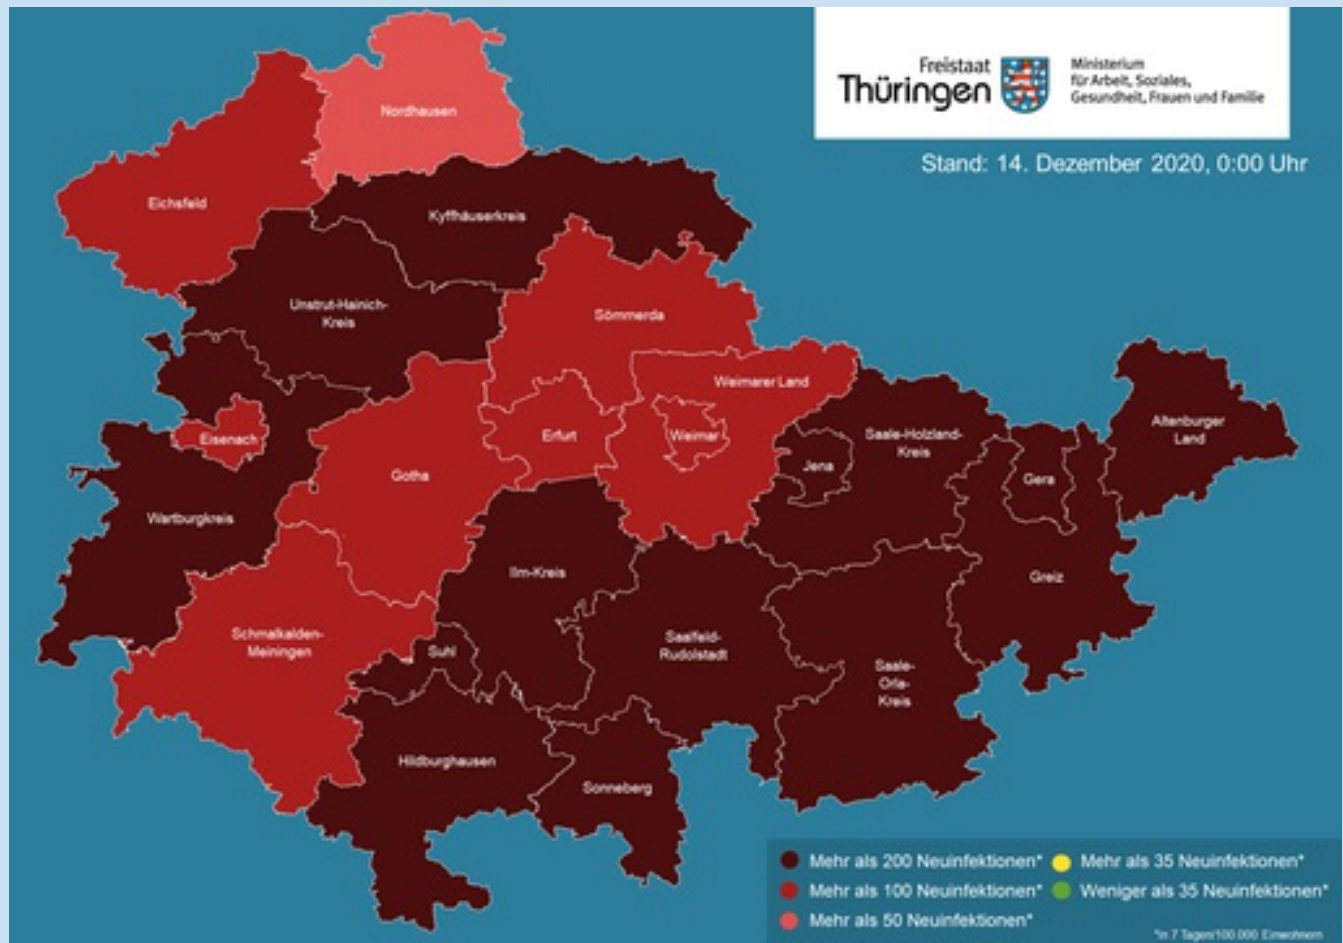 Freistaat
Thüringen
Ministerium
für Arbeit, Soziales,
Gesundheit, Frauen und Familie
Stand: 14. Dezember 2020, 0:00 Uhr
Nordhausen
Eichsfeld
Kyffhäuserkreis
Unstrut-Hainich-
Kreis
Sömmerda
Weimarer Land
Eisenach
Erfurt
Weimar
Gotha
Jena
Saale-Holzland-
Kreis
Gera
Altenburger
Land
Wartburgkreis
Ilm-Kreis
Greiz
Schmalkalden-
Meiningen
Suhl
Saalfeld-
Rudolstadt
Saale-
Orla-
Kreis
Hildburghausen
Sonneberg
Mehr als 200 Neuinfektionen*
Mehr als 35 Neuinfektionen*
Mehr als 100 Neuinfektionen*
Weniger als 35 Neuinfektionen*
Mehr als 50 Neuinfektionen*
*in 7 Tagen/100.000 Einwohnern